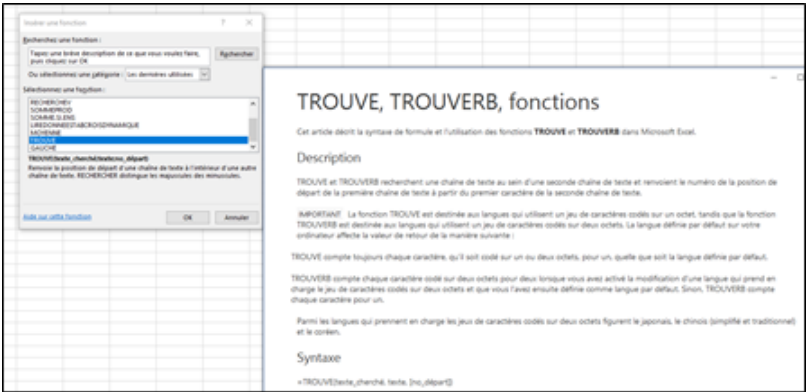 Insérer une fonction
? ×
Recherchez une fonction :
Tapez une brève description de ce que vous voulez faire,
puis cliquez sur OK
Rechercher
Ou sélectionnez une catégorie : Les dernières utilisées
Sélectionnez une fonction :
RECHERCHEV
SOMMEPROD
SOMME.SI.ENS
LIREDONNEESTABCROISDYNAMIQUE
MOYENNE
TROUVE
GAUCHE
TROUVE(texte_cherché;texte;no_départ)
Renvoie la position de départ d'une chaîne de texte à l'intérieur d'une autre
chaîne de texte. RECHERCHER distingue les majuscules des minuscules.
Aide sur cette fonction
OK
Annuler
TROUVE, TROUVERB, fonctions
Cet article décrit la syntaxe de formule et l'utilisation des fonctions TROUVE et TROUVERB dans Microsoft Excel.
Description
TROUVE et TROUVERB recherchent une chaîne de texte au sein d'une seconde chaîne de texte et renvoient le numéro de la position de
départ de la première chaîne de texte à partir du premier caractère de la seconde chaîne de texte.
IMPORTANT La fonction TROUVE est destinée aux langues qui utilisent un jeu de caractères codés sur un octet, tandis que la fonction
TROUVERB est destinée aux langues qui utilisent un jeu de caractères codés sur deux octets. La langue définie par défaut sur votre
ordinateur affecte la valeur de retour de la manière suivante :
TROUVE compte toujours chaque caractère, qu'il soit codé sur un ou deux octets, pour un, quelle que soit la langue définie par défaut.
TROUVERB compte chaque caractère codé sur deux octets pour deux lorsque vous avez activé la modification d'une langue qui prend en
charge le jeu de caractères codés sur deux octets et que vous l'avez ensuite définie comme langue par défaut. Sinon, TROUVERB compte
chaque caractère pour un.
Parmi les langues qui prennent en charge les jeux de caractères codés sur deux octets figurent le japonais, le chinois (simplifié et traditionnel)
et le coréen.
Syntaxe
=TROUVE(texte_cherché, texte, [no_départ])